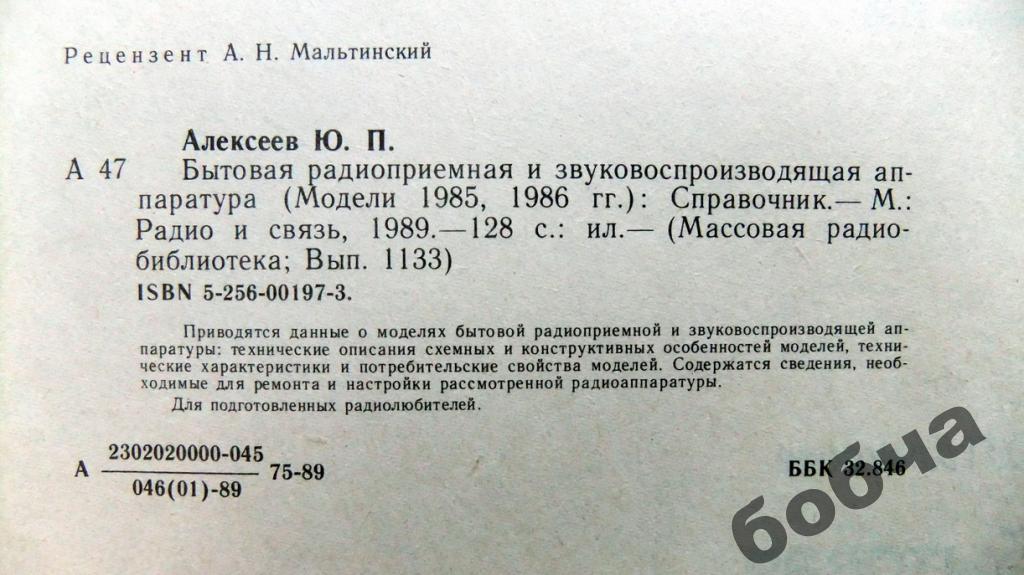 Рецензент А. Н. Мальтинский
Алексеев Ю. П.
А 47 Бытовая радиоприемная и звуковоспроизводящая ап-
паратура (Модели 1985, 1986 гг.): Справочник.— М.:
Радио и связь, 1989.—128 с.: ил.— (Массовая радио-
библиотека; Вып. 1133)
ISBN 5-256-00197-3.
Приводятся данные о моделях бытовой радиоприемной и звуковоспроизводящей ап-
паратуры: технические описания схемных и конструктивных особенностей моделей, техни-
ческие характеристики и потребительские свойства моделей. Содержатся сведения, необ-
ходимые для ремонта и настройки рассмотренной радиоаппаратуры.
Для подготовленных радиолюбителей.
2302020000-045
А 75-89 ББК 32.846
046(01)-89
бобча